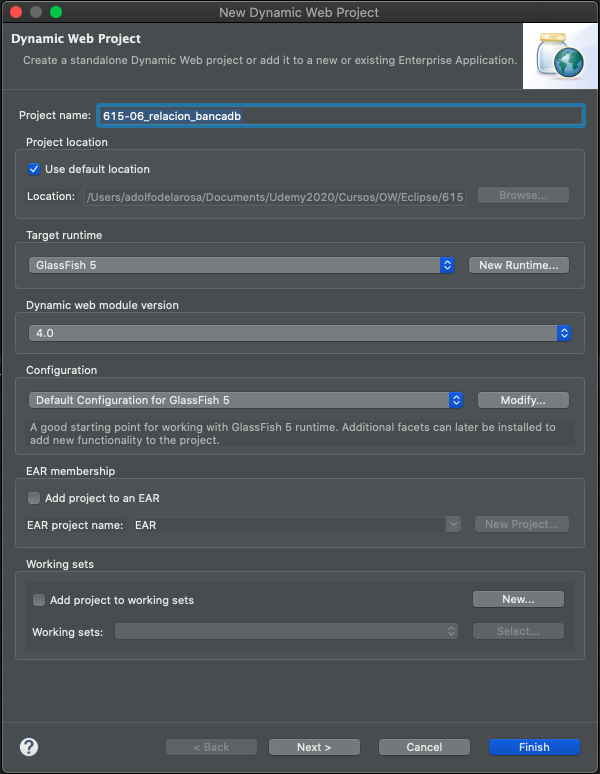 New Dynamic Web Project
Dynamic Web Project
Create a standalone Dynamic Web project or add it to a new or existing Enterprise Application.
Project name: 615-06_relacion_bancadb
Project location
Use default location
Location: /Users/adolfodelarosa/Documents/Udemy2020/Cursos/OW/Eclipse/615 Browse...
Target runtime
GlassFish 5 New Runtime...
Dynamic web module version
4.0
Configuration
Default Configuration for GlassFish 5 Modify...
A good starting point for working with GlassFish 5 runtime. Additional facets can later be installed to
add new functionality to the project.
EAR membership
Add project to an EAR
EAR project name: EAR New Project...
Working sets
Add project to working sets New...
Working sets: Select...
? < Back Next > Cancel Finish